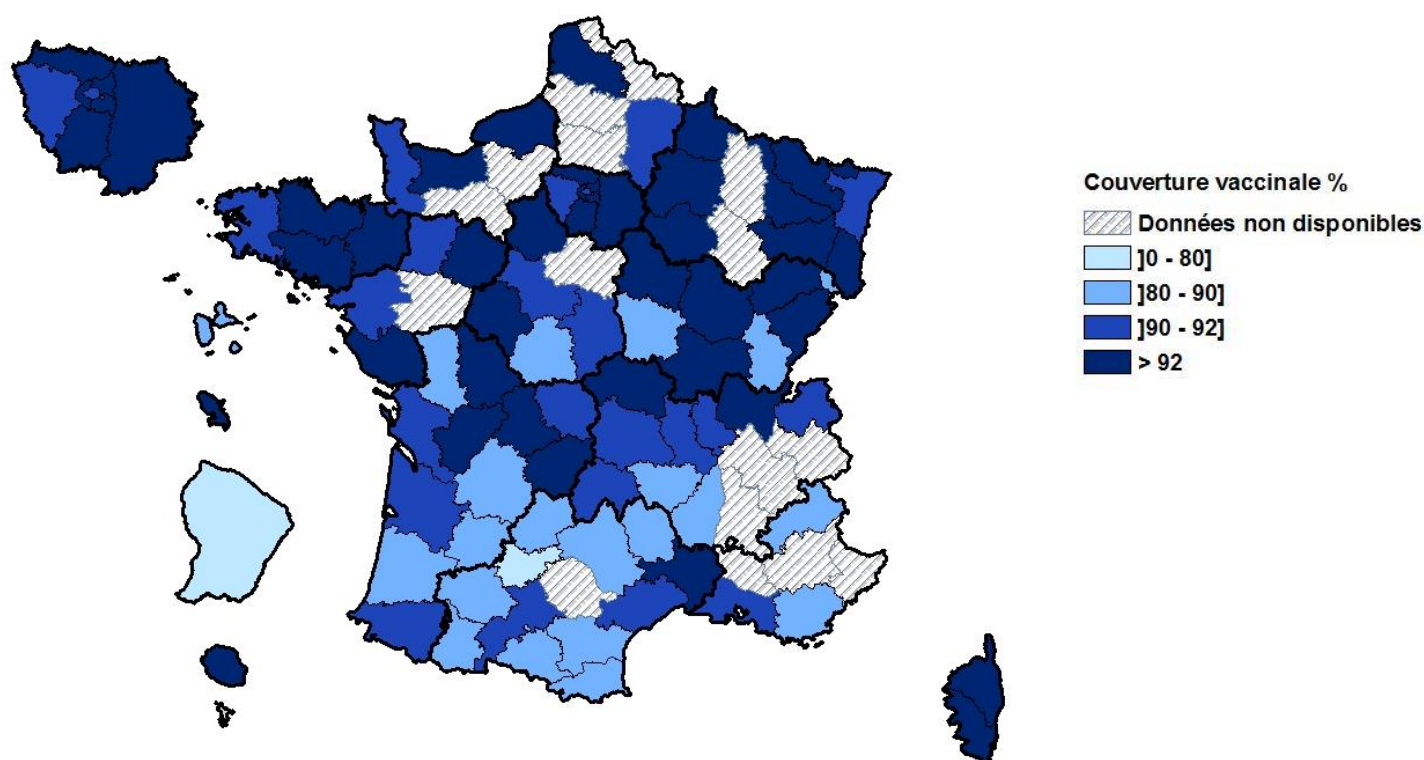 Couverture vaccinale %
Données non disponibles
]0 - 80]
]80 - 90]
]90 - 92]
> 92